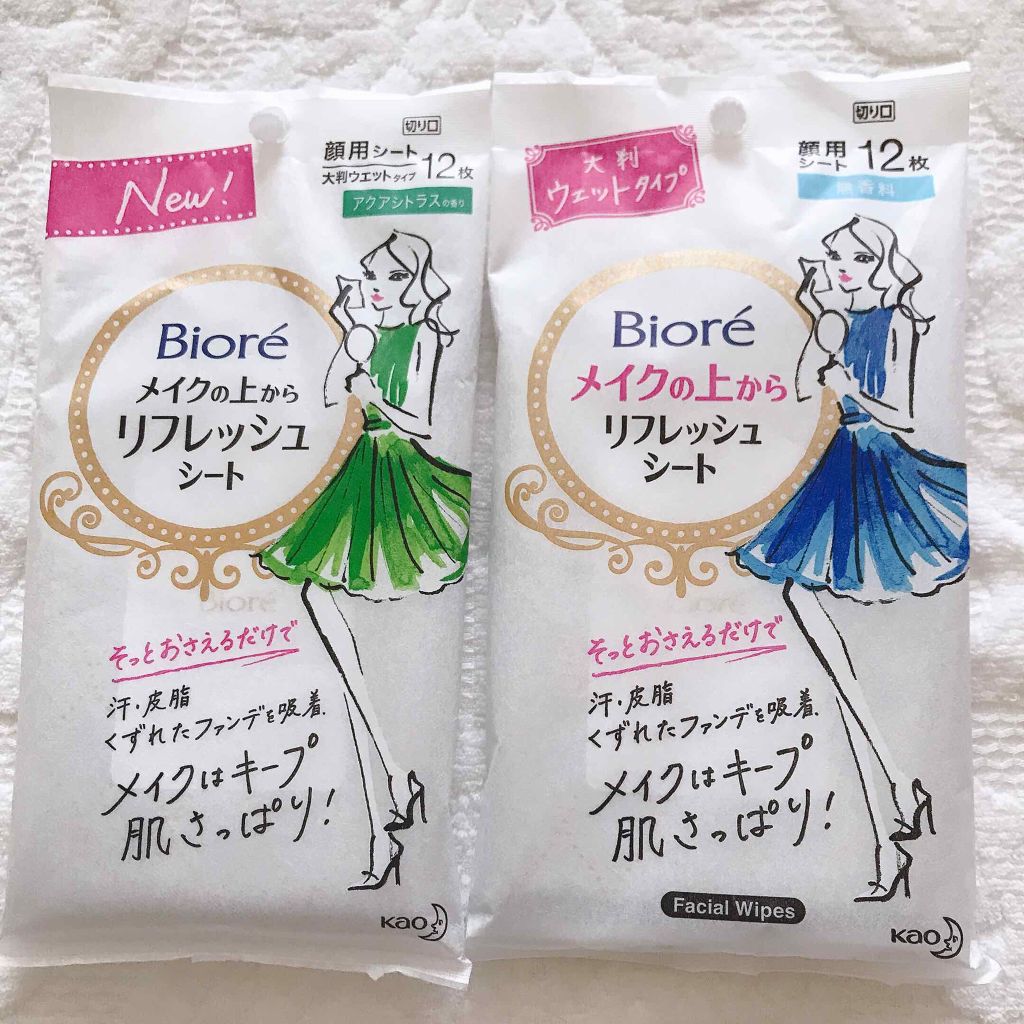 New!
切り口
顔用シート
大判ウエットタイプ
12枚
アクアシトラスの香り
Bioré
メイクの上から
リフレッシュ
シート
Bioré
そっとおさえるだけで
汗・皮脂
くずれたファンデを吸着、
メイクはキープ
肌さっぱり!
Kao
大判
ウェットタイプ
切り口
顔用
シート
12枚
無香料
Bioré
メイクの上から
リフレッシュ
シート
Bioré
そっとおさえるだけで
汗・皮脂
くずれたファンデを吸着、
メイクはキープ
肌さっぱり!
Facial Wipes
Kao